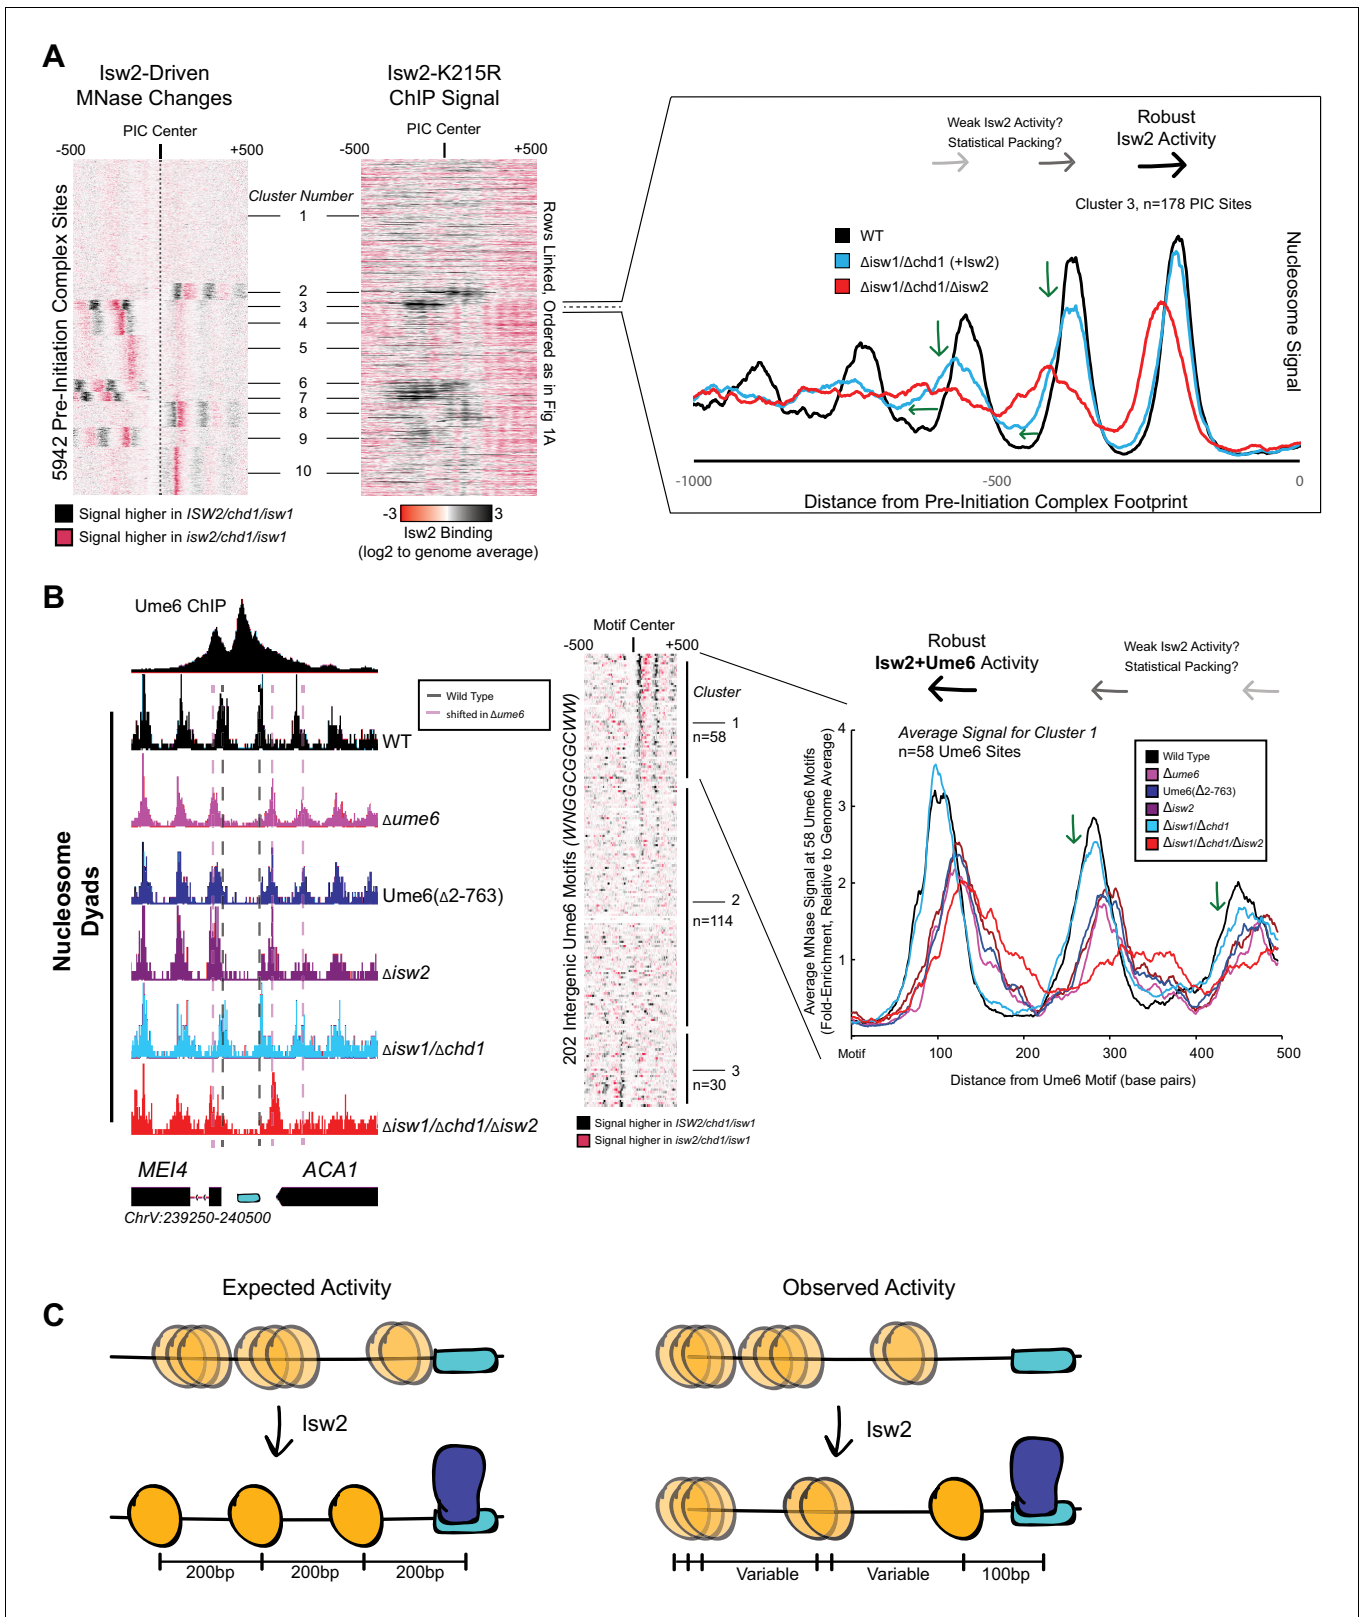 A
Isw2-Driven
MNase Changes
PIC Center
-500
+500
5942 Pre-Initiation Complex Sites
Signal higher in ISW2/chd1/isw1
Signal higher in isw2/chd1/isw1
Cluster Number
1
2
3
4
5
6
7
8
9
10
Isw2-K215R
ChIP Signal
PIC Center
-500
+500
Rows Linked, Ordered as in Fig 1A
-3
3
Isw2 Binding
(log2 to genome average)
Weak Isw2 Activity?
Statistical Packing?
Robust
Isw2 Activity
Cluster 3, n=178 PIC Sites
WT
Δisw1/Δchd1 (+Isw2)
Δisw1/Δchd1/Δisw2
Nucleosome Signal
-1000
-500
0
Distance from Pre-Initiation Complex Footprint
B
Ume6 ChIP
Wild Type
shifted in Δume6
Nucleosome
Dyads
WT
Δume6
Ume6(Δ2-763)
Δisw2
Δisw1/Δchd1
Δisw1/Δchd1/Δisw2
MEI4
ACA1
ChrV:239250-240500
Motif Center
-500
+500
202 Intergenic Ume6 Motifs (WNGGCGGCWW)
Cluster
1
n=58
2
n=114
3
n=30
Signal higher in ISW2/chd1/isw1
Signal higher in isw2/chd1/isw1
Robust
Isw2+Ume6 Activity
Weak Isw2 Activity?
Statistical Packing?
Average Signal for Cluster 1
n=58 Ume6 Sites
Wild Type
Δume6
Ume6(Δ2-763)
Δisw2
Δisw1/Δchd1
Δisw1/Δchd1/Δisw2
Average MNase Signal at 58 Ume6 Motifs
(Fold-Enrichment, Relative to Genome Average)
4
3
2
1
Motif
100
200
300
400
500
Distance from Ume6 Motif (base pairs)
C
Expected Activity
Isw2
200bp
200bp
200bp
Observed Activity
Isw2
Variable
Variable
100bp